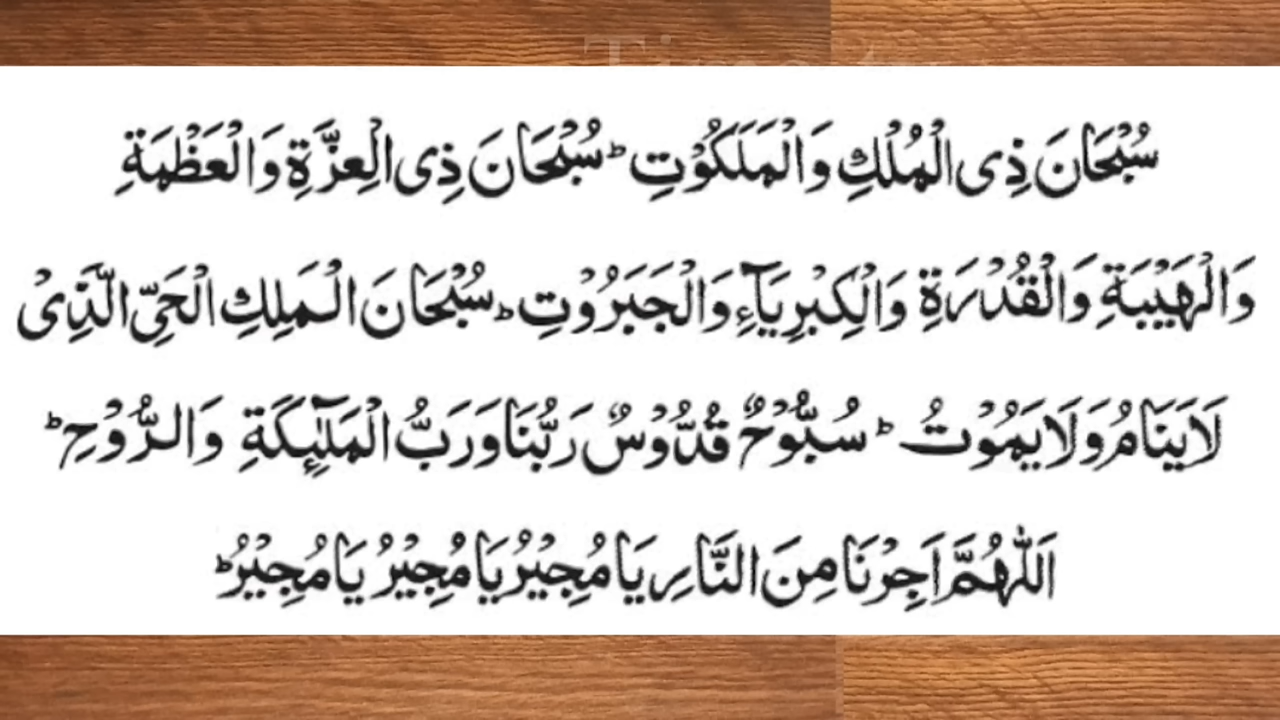 سُبْحَانَ ذِی الْمُلْكِ وَالْمَلَكُوْتِ ؕ سُبْحَانَ ذِی الْعِزَّةِ وَالْعَظْمَةِ
وَالْهَيْبَةِ وَالْقُدْرَةِ وَالْكِبْرِيَآءِ وَالْجَبَرُوْتِ ؕ سُبْحَانَ الْمَلِكِ الْحَیِّ الَّذِیْ
لَا يَنَامُ وَلَا يَمُوْتُ ؕ سُبُّوْحٌ قُدُّوْسٌ رَبُّنَا وَرَبُّ الْمَلٰٓئِكَةِ وَالرُّوْحِ ؕ
اَللّٰهُمَّ اَجِرْنَا مِنَ النَّارِ يَا مُجِيْرُ يَا مُجِيْرُ يَا مُجِيْرُ ؕ